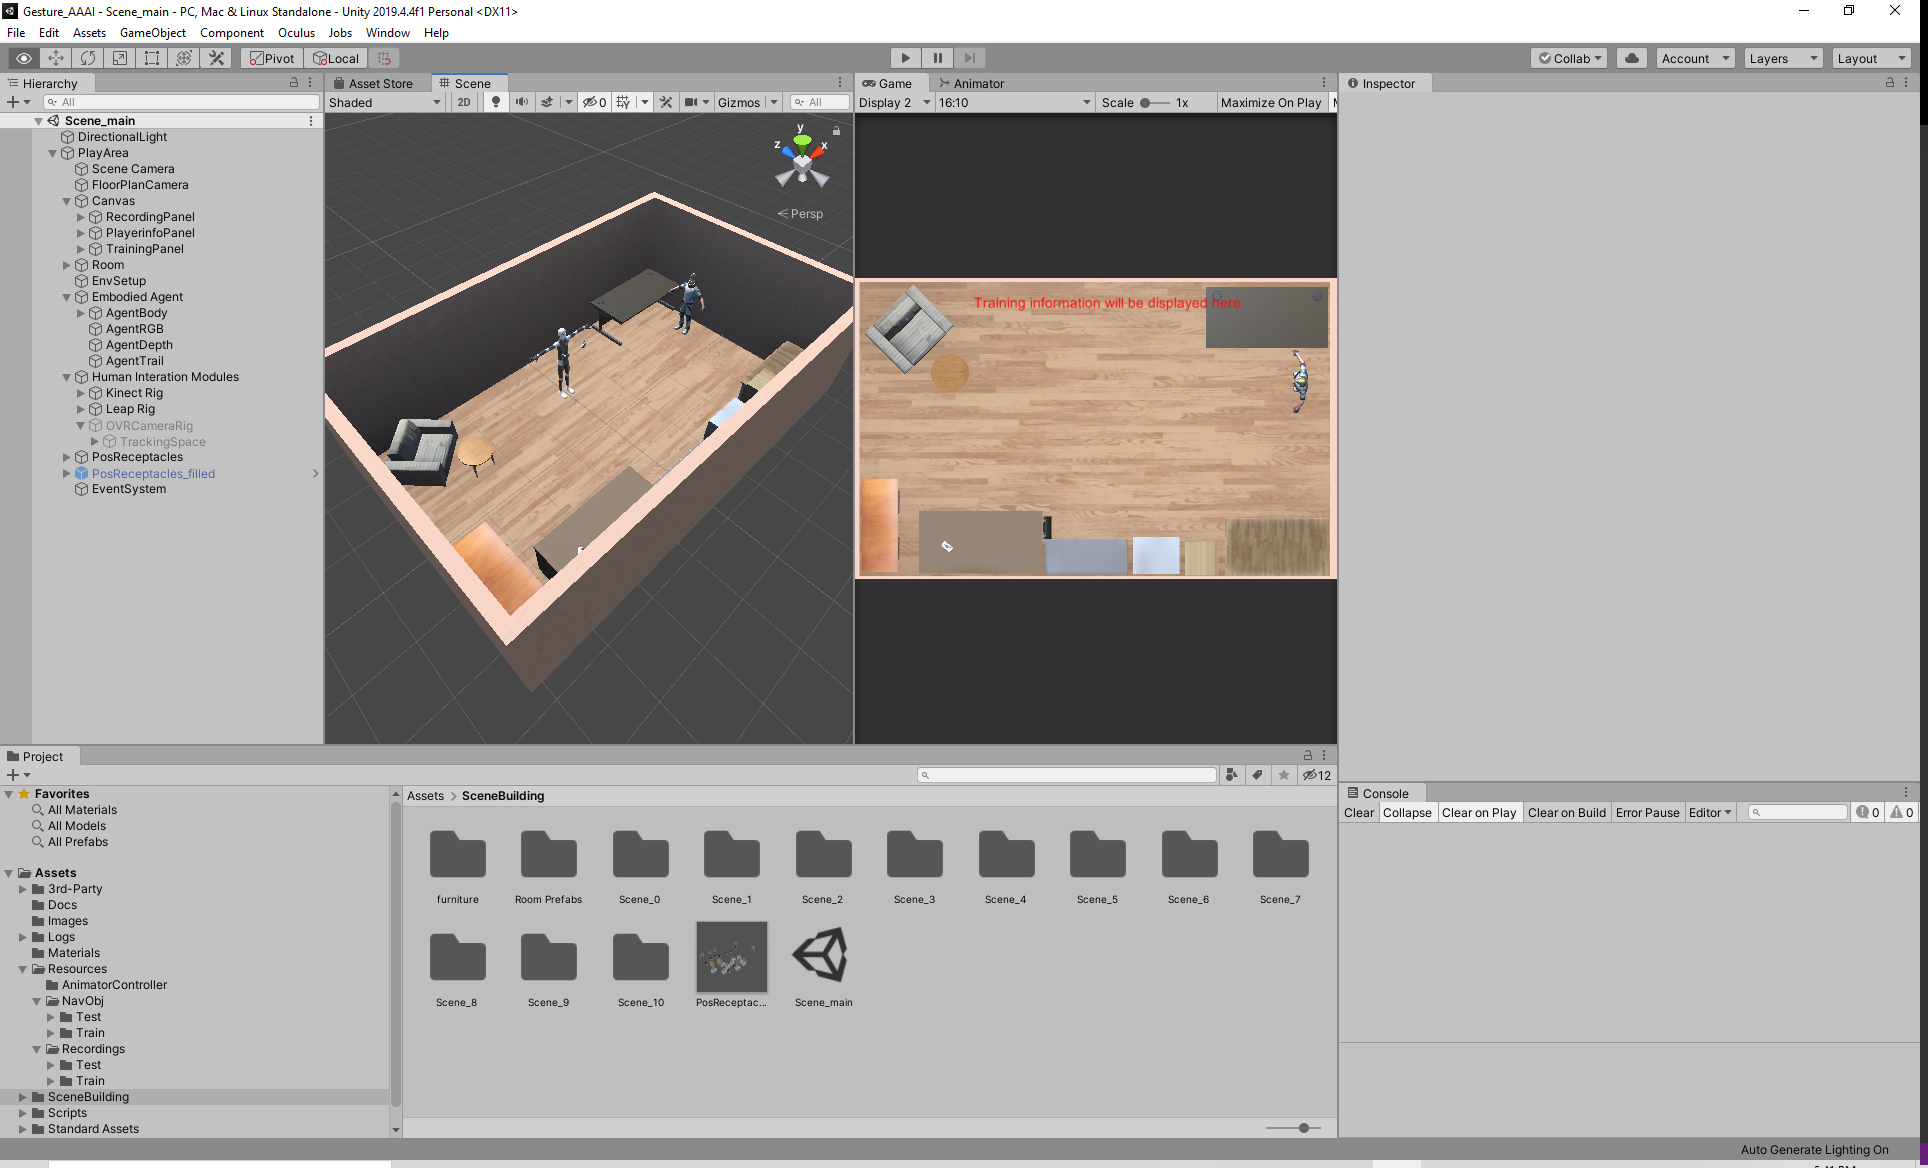 Gesture_AAAI - Scene_main - PC, Mac & Linux Standalone - Unity 2019.4.4f1 Personal <DX11>
File Edit Assets GameObject Component Oculus Jobs Window Help
Pivot Local Collab Account Layers Layout
Hierarchy
All
Scene_main
DirectionalLight
PlayArea
Scene Camera
FloorPlanCamera
Canvas
RecordingPanel
PlayerinfoPanel
TrainingPanel
Room
EnvSetup
Embodied Agent
AgentBody
AgentRGB
AgentDepth
AgentTrail
Human Interation Modules
Kinect Rig
Leap Rig
OVRCameraRig
TrackingSpace
PosReceptacles
PosReceptacles_filled
EventSystem
Asset Store Scene
Shaded 2D 0 Gizmos All
y
z x
Persp
Game Animator
Display 2 16:10 Scale 1x Maximize On Play
Training information will be displayed here.
Inspector
Project
12
Favorites
All Materials
All Models
All Prefabs
Assets
3rd-Party
Docs
Images
Logs
Materials
Resources
AnimatorController
NavObj
Test
Train
Recordings
Test
Train
SceneBuilding
Scripts
Standard Assets
Assets > SceneBuilding
furniture Room Prefabs Scene_0 Scene_1 Scene_2 Scene_3 Scene_4 Scene_5 Scene_6 Scene_7
Scene_8 Scene_9 Scene_10 PosReceptac... Scene_main
Console
Clear Collapse Clear on Play Clear on Build Error Pause Editor 0 0
Auto Generate Lighting On